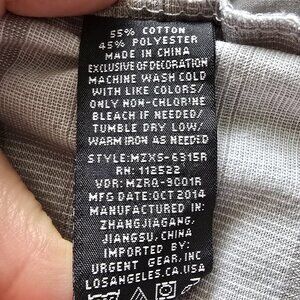 55% COTTON
45% POLYESTER
MADE IN CHINA
EXCLUSIVE OF DECORATION
MACHINE WASH COLD
WITH LIKE COLORS/
ONLY NON-CHLORINE
BLEACH IF NEEDED/
TUMBLE DRY LOW/
WARM IRON AS NEEDED
STYLE:MZXS-6315R
RN: 112522
VDR: MZRQ-3001R
MFG DATE:OCT 2014
MANUFACTURED IN:
ZHANGJIAGANG,
JIANGSU, CHINA
IMPORTED BY:
URGENT GEAR, INC
LOSANGELES.CA.USA